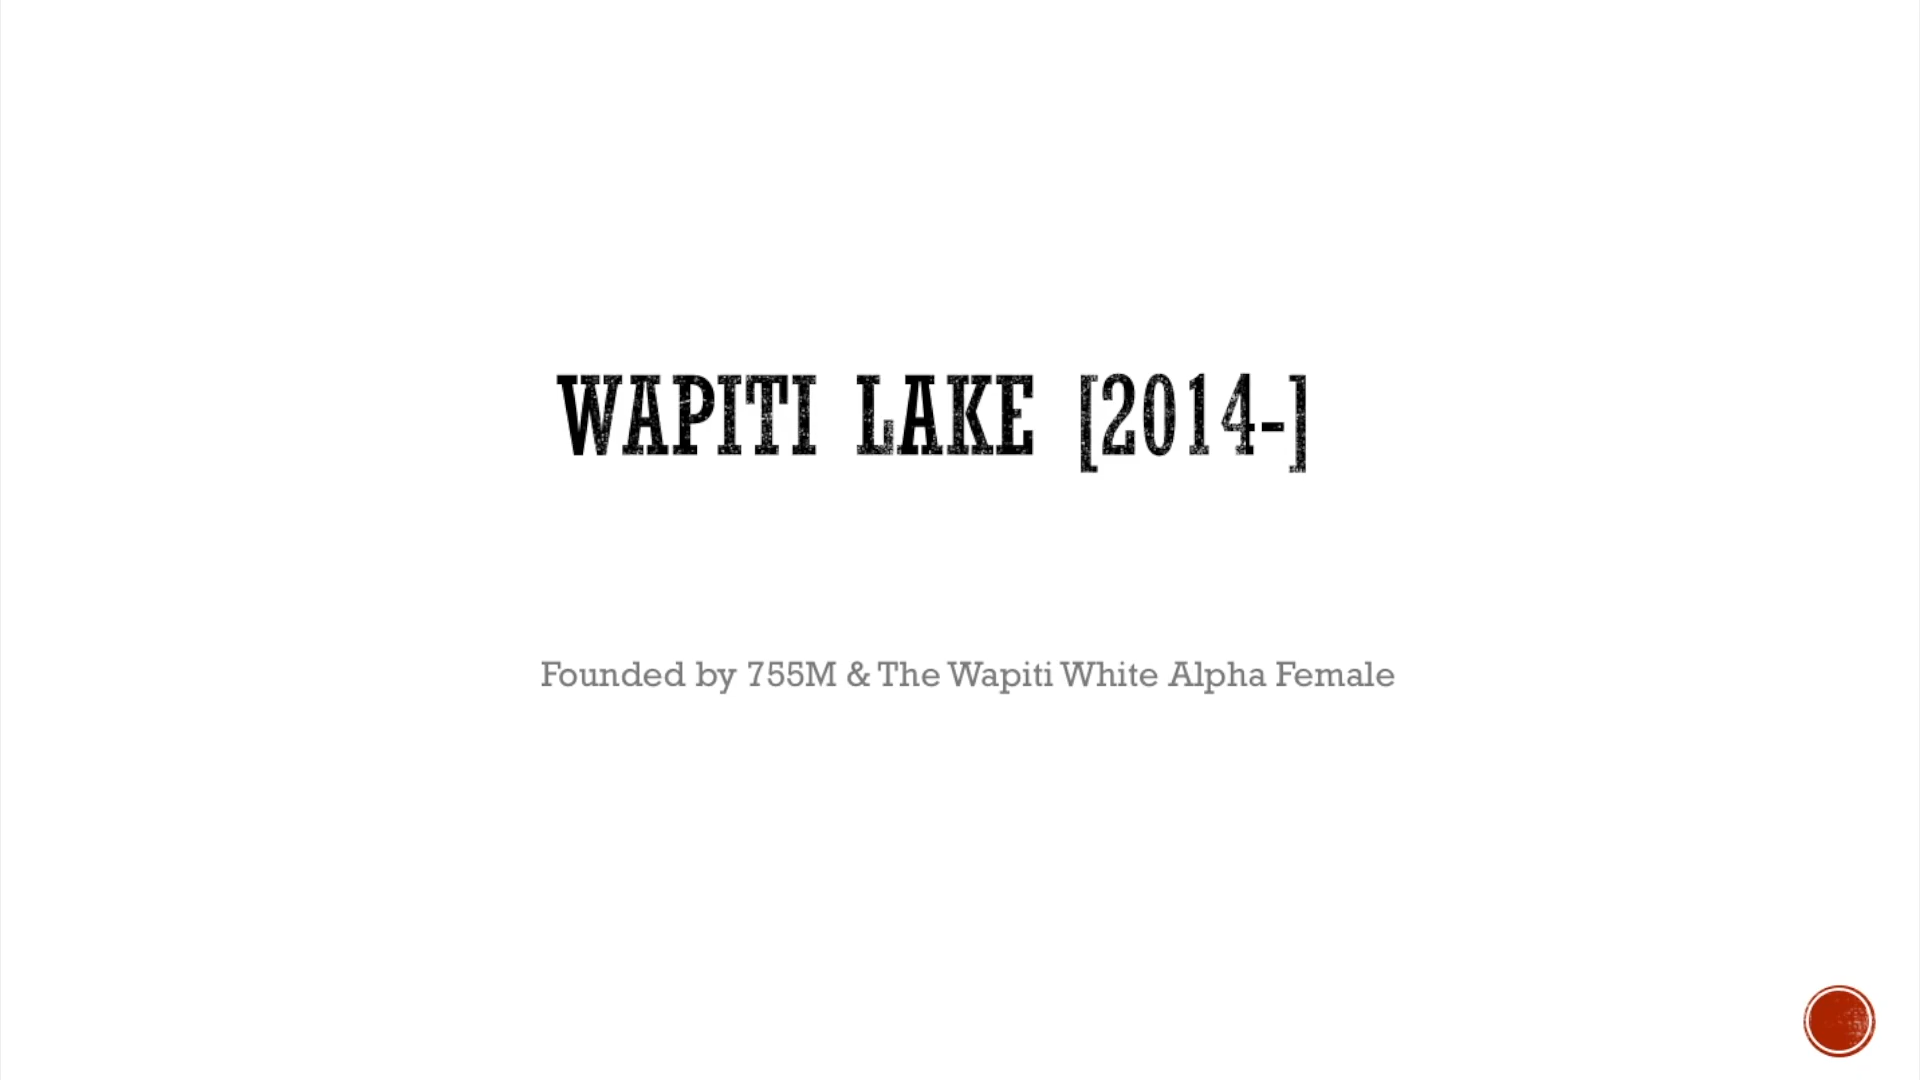 WAPITI LAKE [2014-]
Founded by 755M & The Wapiti White Alpha Female